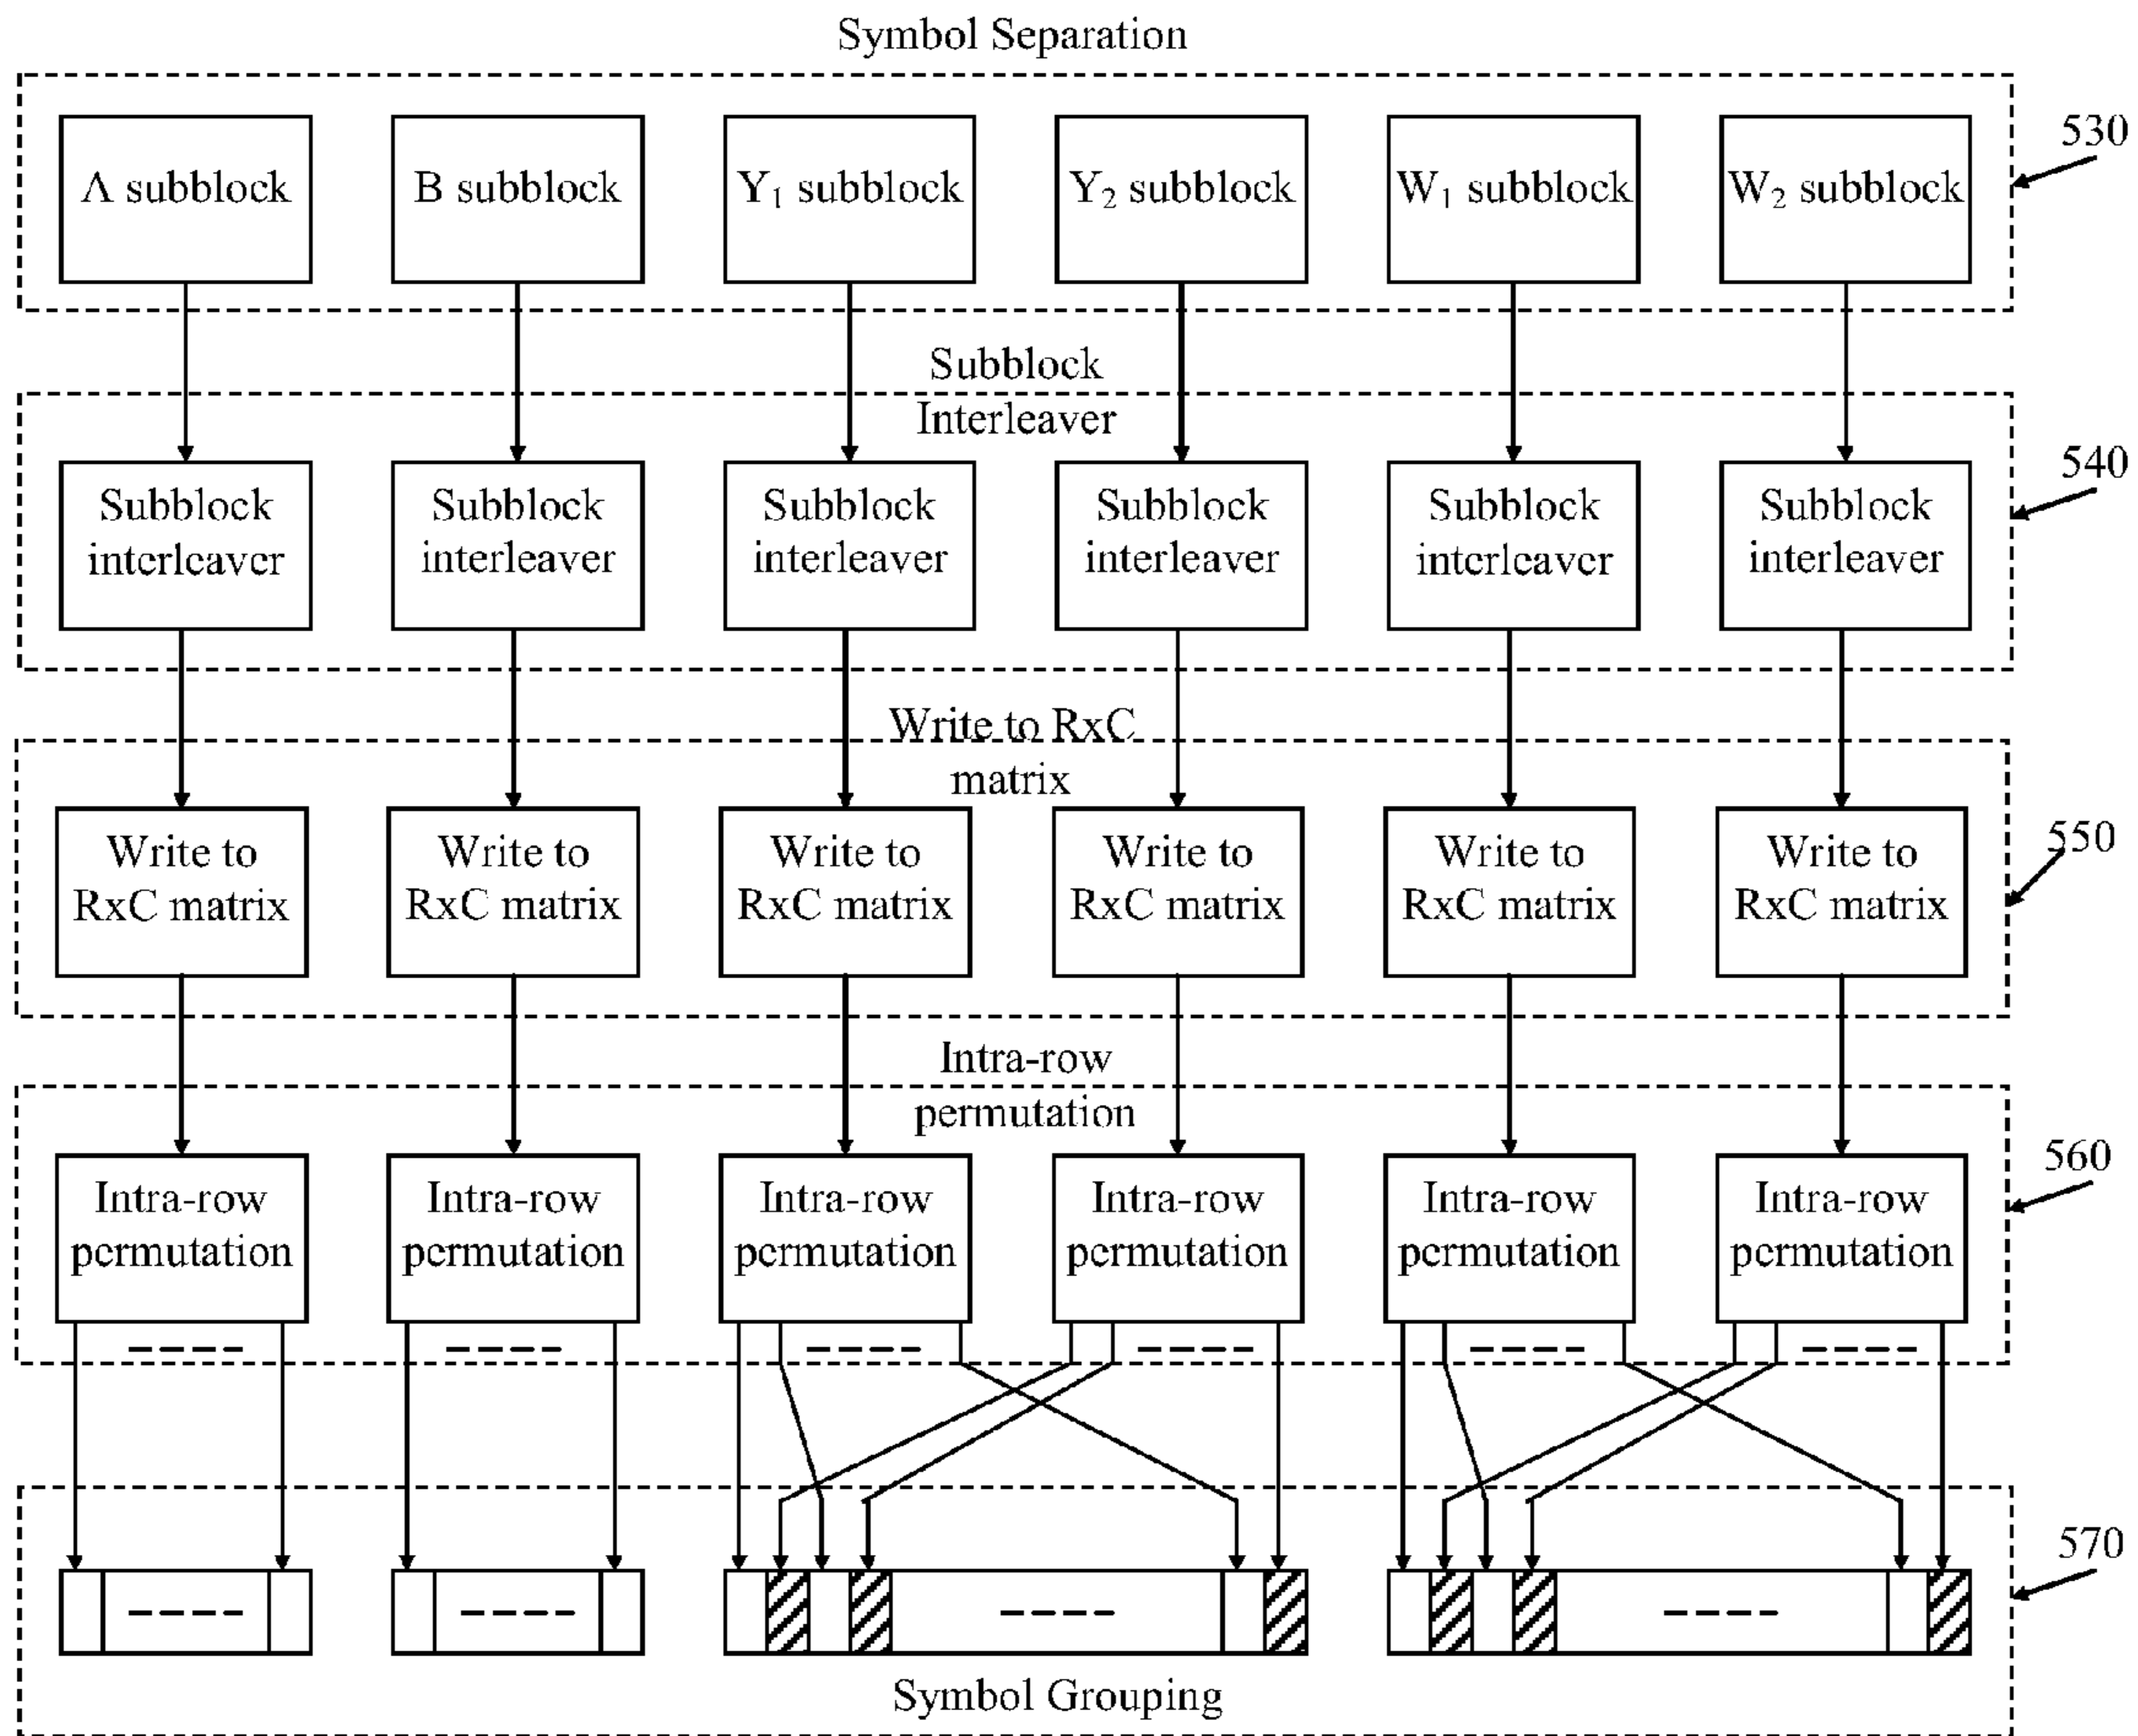 Symbol Separation
530
A subblock
B subblock
Y₁ subblock
Y₂ subblock
W₁ subblock
W₂ subblock
Subblock
Interleaver
540
Subblock
interleaver
Subblock
interleaver
Subblock
interleaver
Subblock
interleaver
Subblock
interleaver
Subblock
interleaver
Write to RxC
matrix
550
Write to
RxC matrix
Write to
RxC matrix
Write to
RxC matrix
Write to
RxC matrix
Write to
RxC matrix
Write to
RxC matrix
Intra-row
permutation
560
Intra-row
permutation
Intra-row
permutation
Intra-row
permutation
Intra-row
permutation
Intra-row
permutation
Intra-row
permutation
570
Symbol Grouping